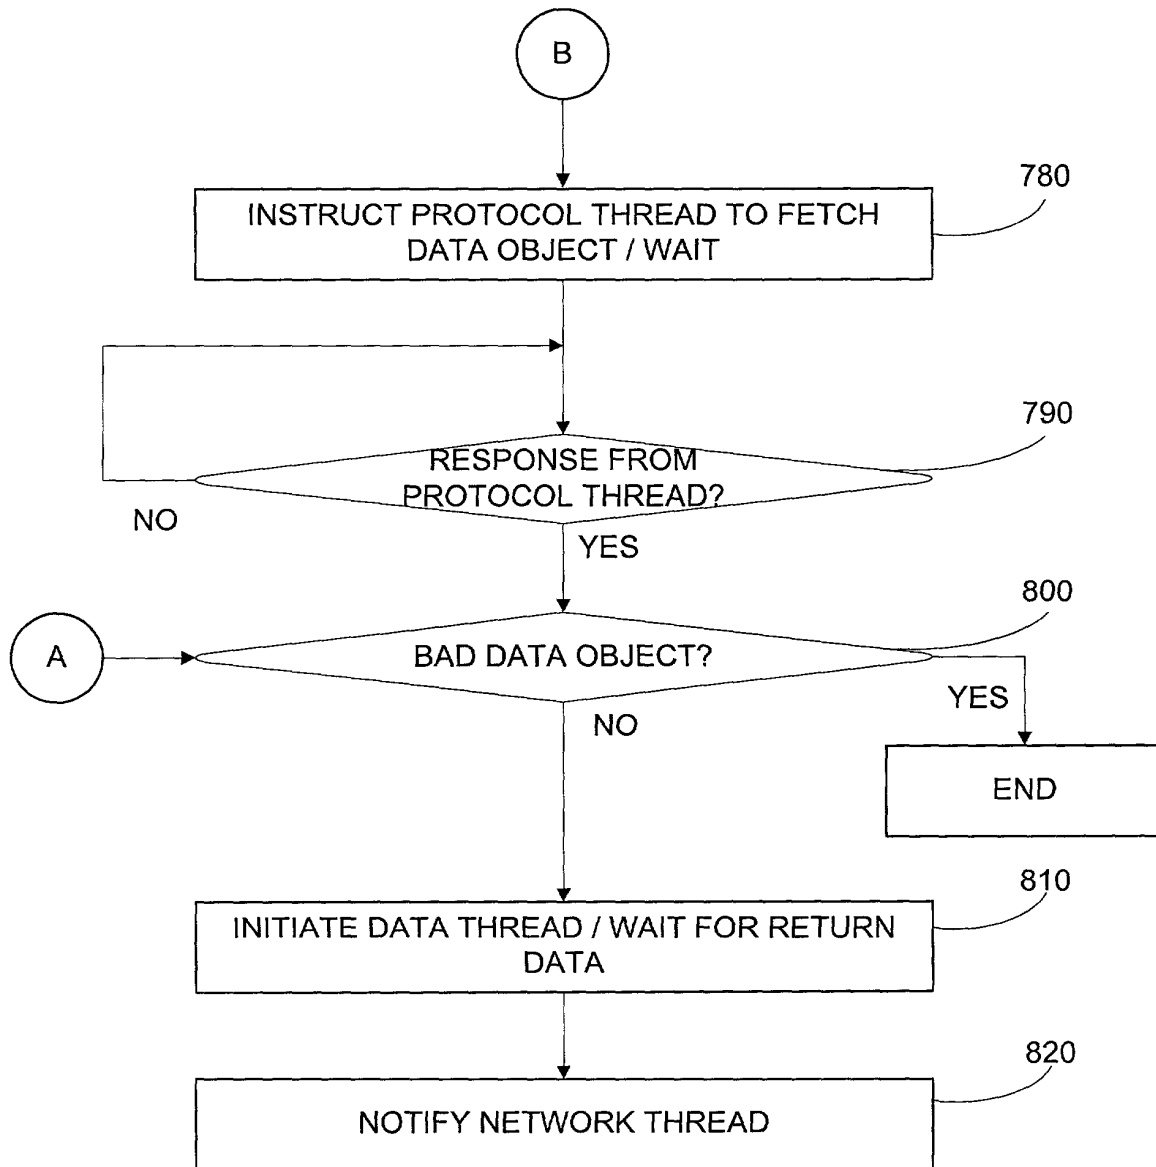 B
780
INSTRUCT PROTOCOL THREAD TO FETCH
DATA OBJECT / WAIT
790
RESPONSE FROM
PROTOCOL THREAD?
NO
YES
800
A
BAD DATA OBJECT?
YES
NO
END
810
INITIATE DATA THREAD / WAIT FOR RETURN
DATA
820
NOTIFY NETWORK THREAD